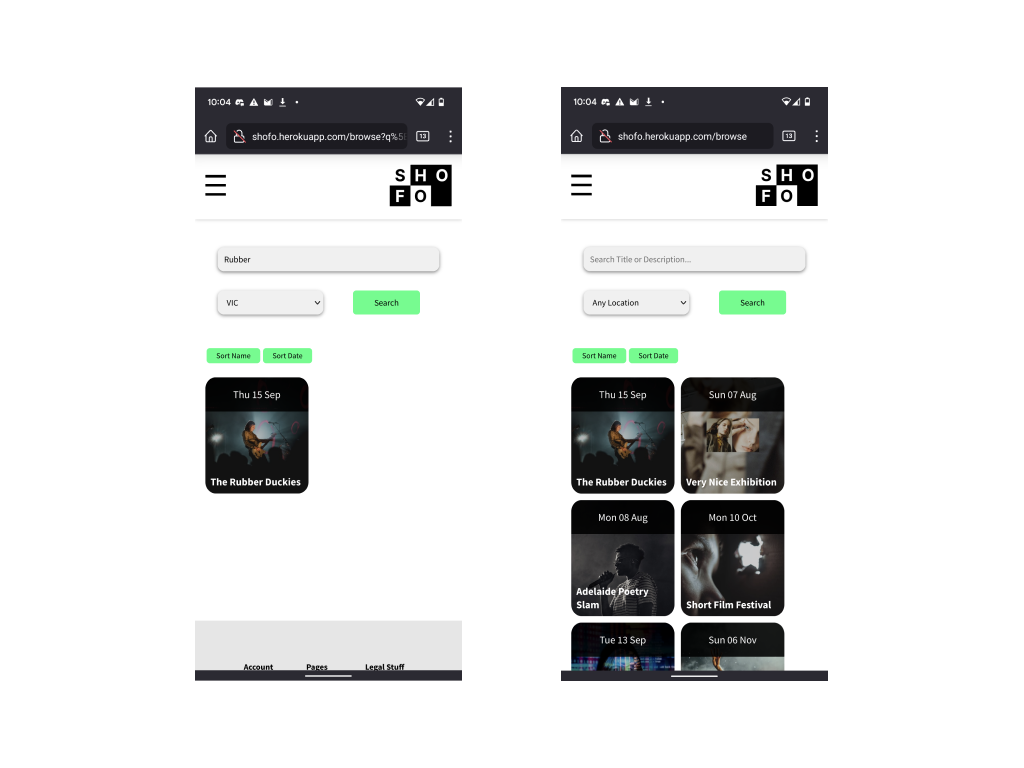 10:04
shofo.herokuapp.com/browse?q%5
13
S H O
F O
Rubber
VIC
Search
Sort Name Sort Date
Thu 15 Sep
The Rubber Duckies
Account Pages Legal Stuff
10:04
shofo.herokuapp.com/browse
13
S H O
F O
Search Title or Description...
Any Location
Search
Sort Name Sort Date
Thu 15 Sep
The Rubber Duckies
Sun 07 Aug
Very Nice Exhibition
Mon 08 Aug
Adelaide Poetry
Slam
Mon 10 Oct
Short Film Festival
Tue 13 Sep
Sun 06 Nov